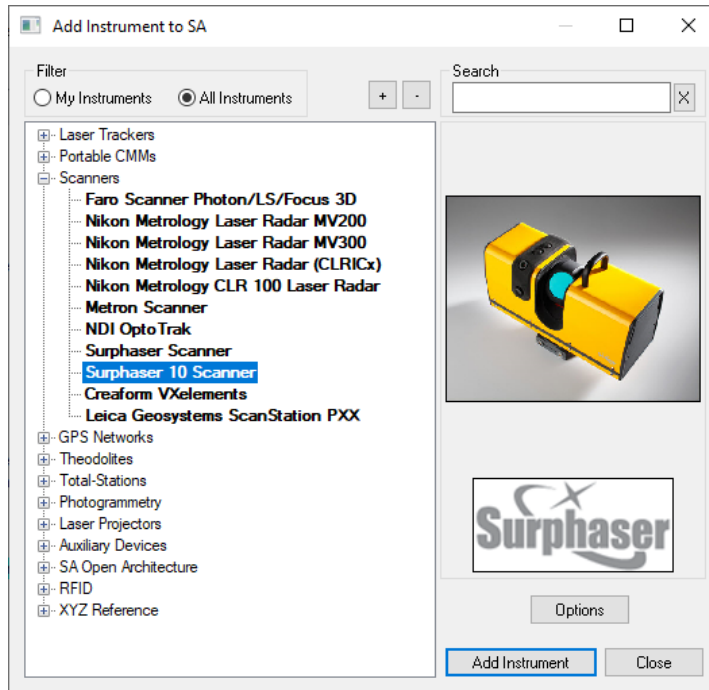 Add Instrument to SA
Filter
My Instruments All Instruments
+ -
Search
X
Laser Trackers
Portable CMMs
Scanners
Faro Scanner Photon/LS/Focus 3D
Nikon Metrology Laser Radar MV200
Nikon Metrology Laser Radar MV300
Nikon Metrology Laser Radar (CLRICx)
Nikon Metrology CLR 100 Laser Radar
Metron Scanner
NDI OptoTrak
Surphaser Scanner
Surphaser 10 Scanner
Creaform VXelements
Leica Geosystems ScanStation PXX
GPS Networks
Theodolites
Total-Stations
Photogrammetry
Laser Projectors
Auxiliary Devices
SA Open Architecture
RFID
XYZ Reference
Surphaser
Options
Add Instrument Close